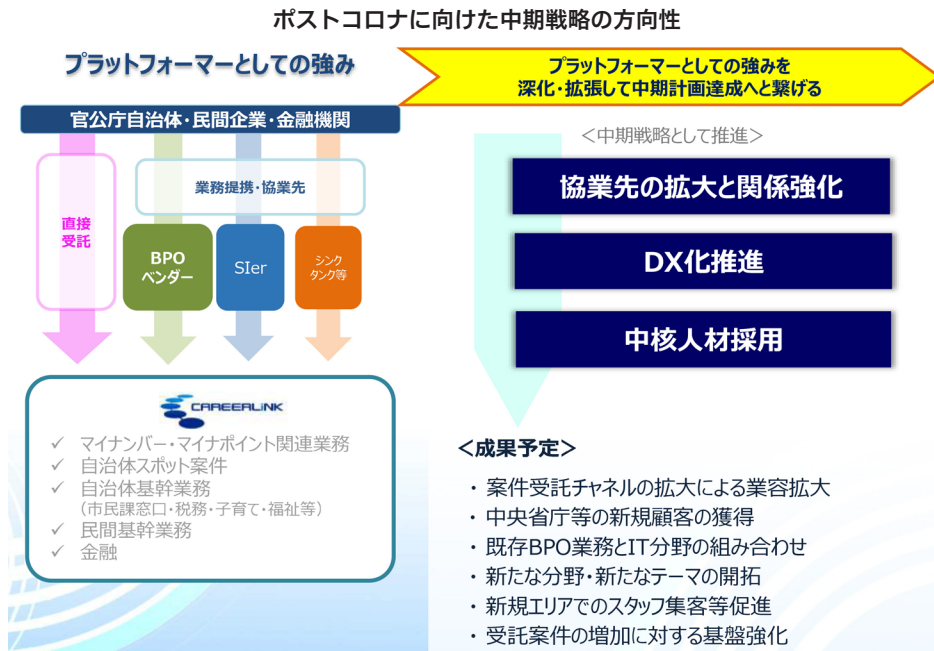 ポストコロナに向けた中期戦略の方向性
プラットフォーマーとしての強み
プラットフォーマーとしての強みを
深化・拡張して中期計画達成へと繋げる
官公庁自治体・民間企業・金融機関
＜中期戦略として推進＞
業務提携・協業先
直接
受託
BPO
ベンダー
SIer
シンク
タンク等
協業先の拡大と関係強化
DX化推進
中核人材採用
CAREERLINK
✓ マイナンバー・マイナポイント関連業務
✓ 自治体スポット案件
✓ 自治体基幹業務
（市民課窓口・税務・子育て・福祉等）
✓ 民間基幹業務
✓ 金融
＜成果予定＞
・ 案件受託チャネルの拡大による業容拡大
・ 中央省庁等の新規顧客の獲得
・ 既存BPO業務とIT分野の組み合わせ
・ 新たな分野・新たなテーマの開拓
・ 新規エリアでのスタッフ集客等促進
・ 受託案件の増加に対する基盤強化